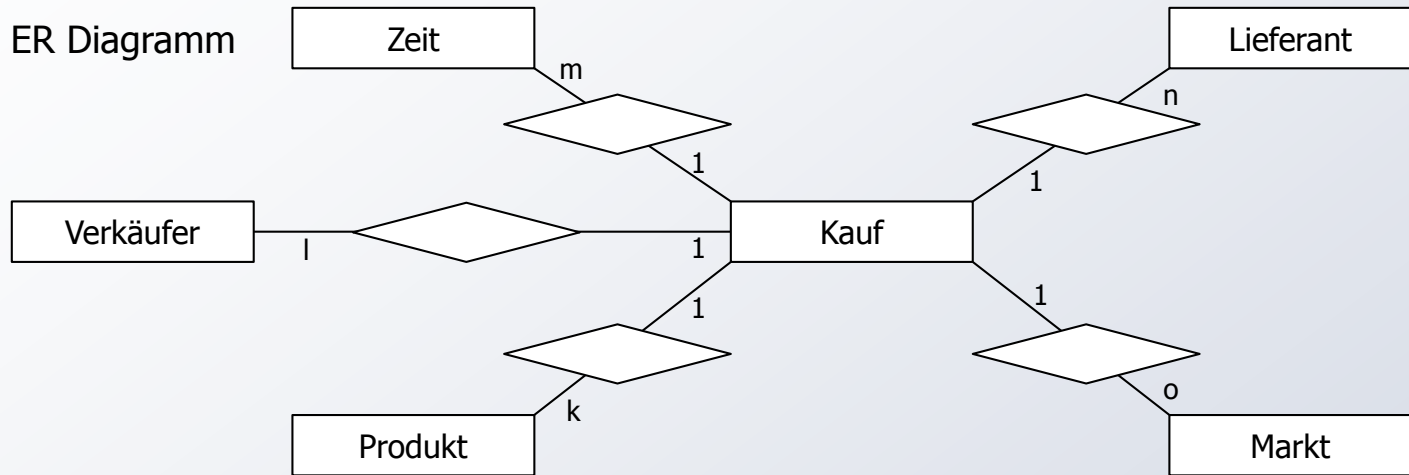 ER Diagramm
Zeit
Lieferant
m
n
1
1
Verkäufer
l
1
Kauf
1
1
k
o
Produkt
Markt